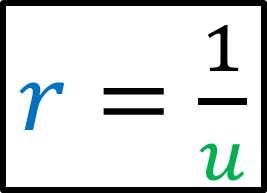 r = 1/u